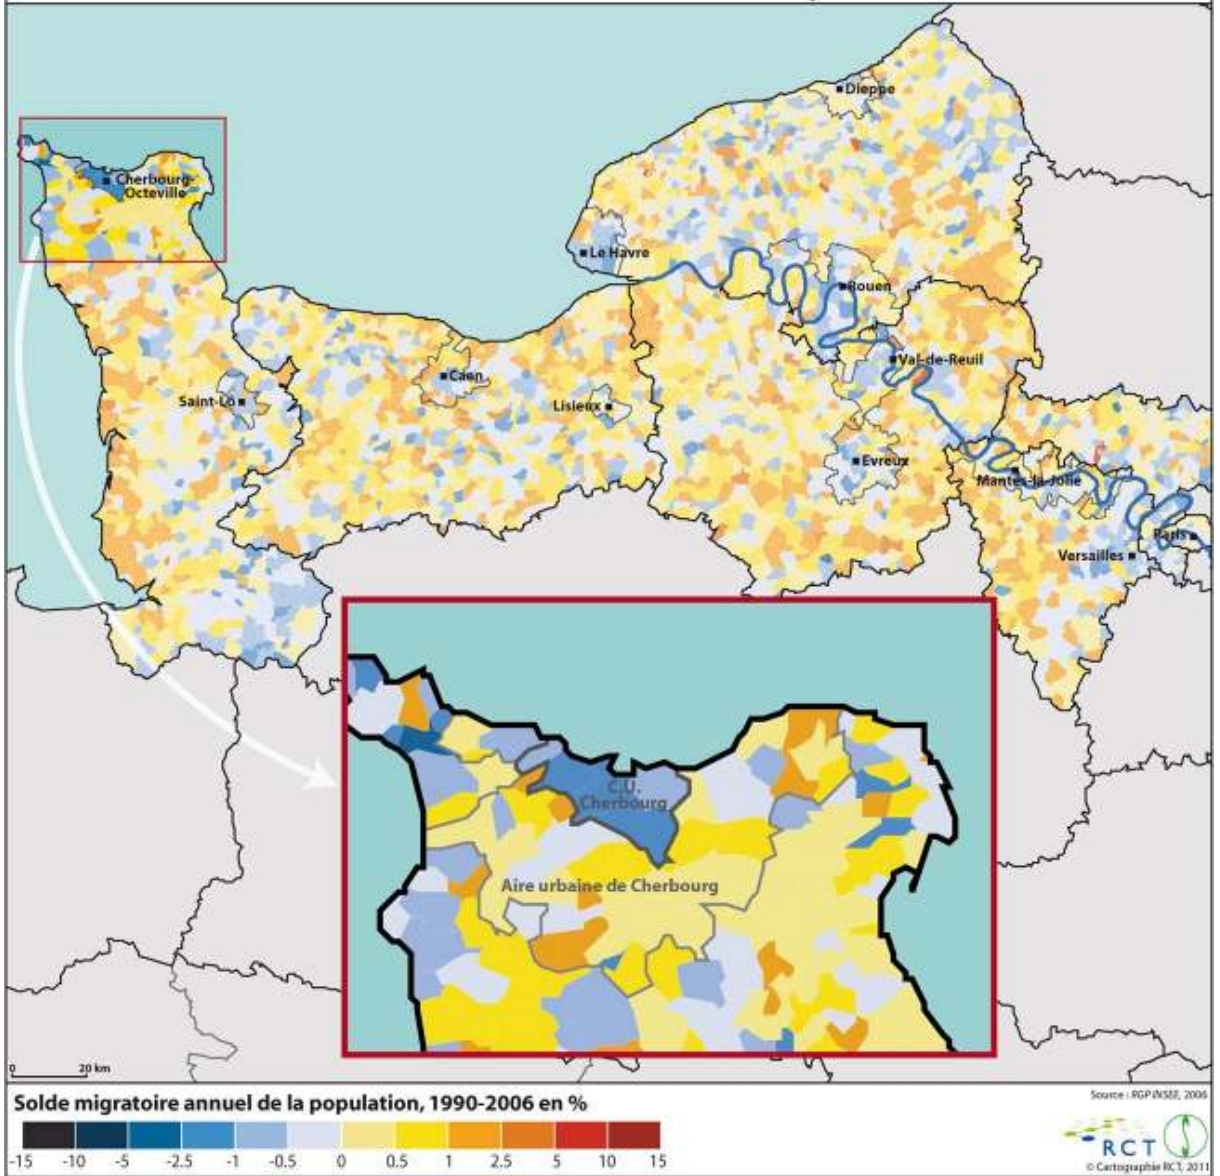 Dieppe
Cherbourg-
Octeville
Le Havre
Rouen
Val-de-Reuil
Caen
Saint-Lô
Lisieux
Evreux
Mantes-la-Jolie
Paris
Versailles
C.U.
Cherbourg
Aire urbaine de Cherbourg
0 20 km
Solde migratoire annuel de la population, 1990-2006 en %
-15 -10 -5 -2.5 -1 -0.5 0 0.5 1 2.5 5 10 15
Source : RGP INSEE, 2006
RCT
© Cartographie RCT, 2011